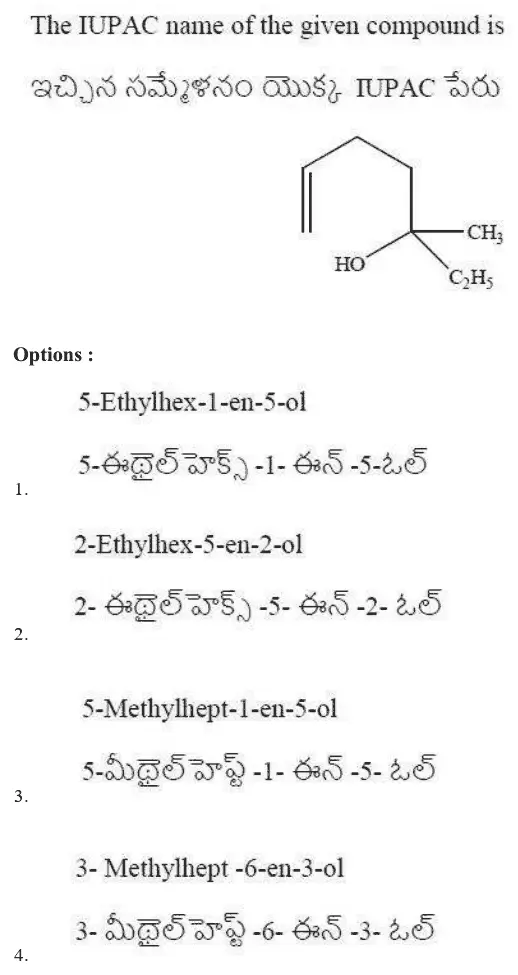 The IUPAC name of the given compound is
ఇచ్చిన సమ్మేళనం యొక్క IUPAC పేరు
CH₃
HO
C₂H₅
Options :
5-Ethylhex-1-en-5-ol
5-ఈథైల్ హెక్స్ -1- ఈన్ -5-ఓల్
1.
2-Ethylhex-5-en-2-ol
2- ఈథైల్ హెక్స్ -5- ఈన్ -2- ఓల్
2.
5-Methylhept-1-en-5-ol
5-మీథైల్ హెప్ట్ -1- ఈన్ -5- ఓల్
3.
3- Methylhept -6-en-3-ol
3- మీథైల్ హెప్ట్ -6- ఈన్ -3- ఓల్
4.